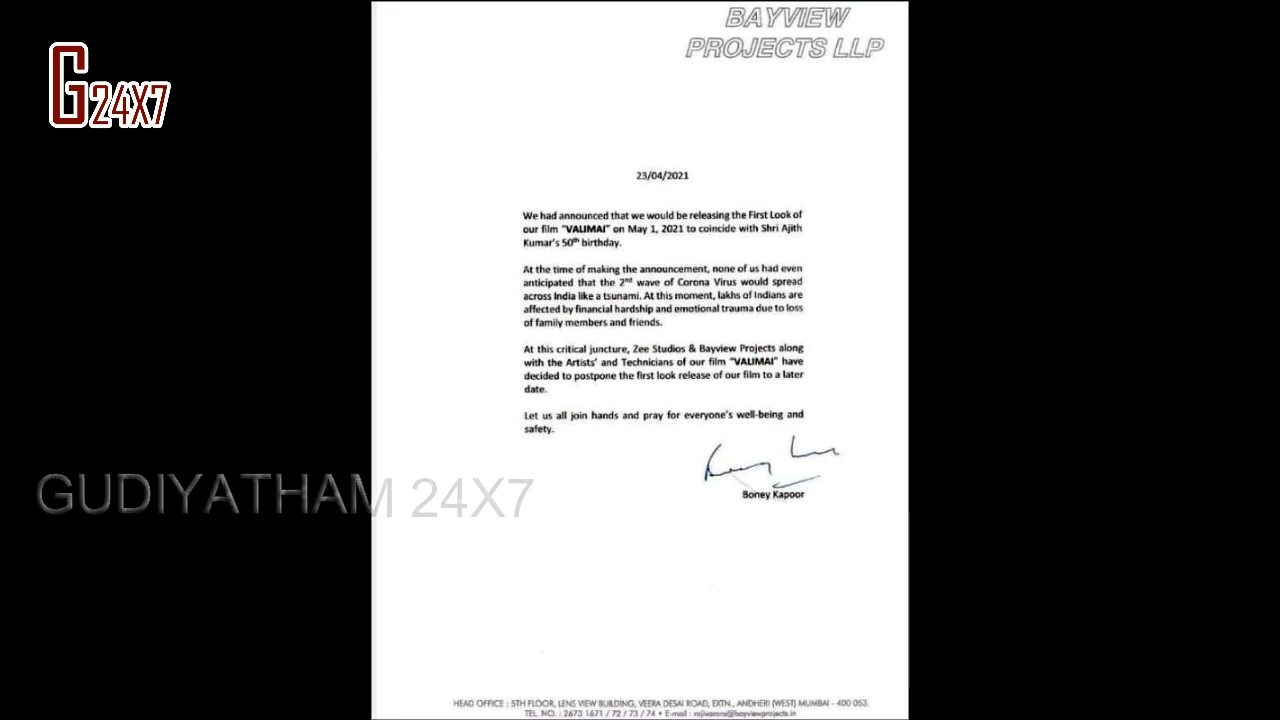 BAYVIEW
PROJECTS LLP
G24X7
23/04/2021
We had announced that we would be releasing the First Look of
our film "VALIMAI" on May 1, 2021 to coincide with Shri Ajith
Kumar's 50th birthday.
At the time of making the announcement, none of us had even
anticipated that the 2nd wave of Corona Virus would spread
across India like a tsunami. At this moment, lakhs of Indians are
affected by financial hardship and emotional trauma due to loss
of family members and friends.
At this critical juncture, Zee Studios & Bayview Projects along
with the Artists' and Technicians of our film "VALIMAI" have
decided to postpone the first look release of our film to a later
date.
Let us all join hands and pray for everyone's well-being and
safety.
Boney Kapoor
GUDIYATHAM 24X7
HEAD OFFICE : 5TH FLOOR, LENS VIEW BUILDING, VEERA DESAI ROAD, EXTN., ANDHERI (WEST) MUMBAI - 400 053.
TEL. NO. : 2673 1671 / 72 / 73 / 74 • E-mail : rajivarora@bayviewprojects.in